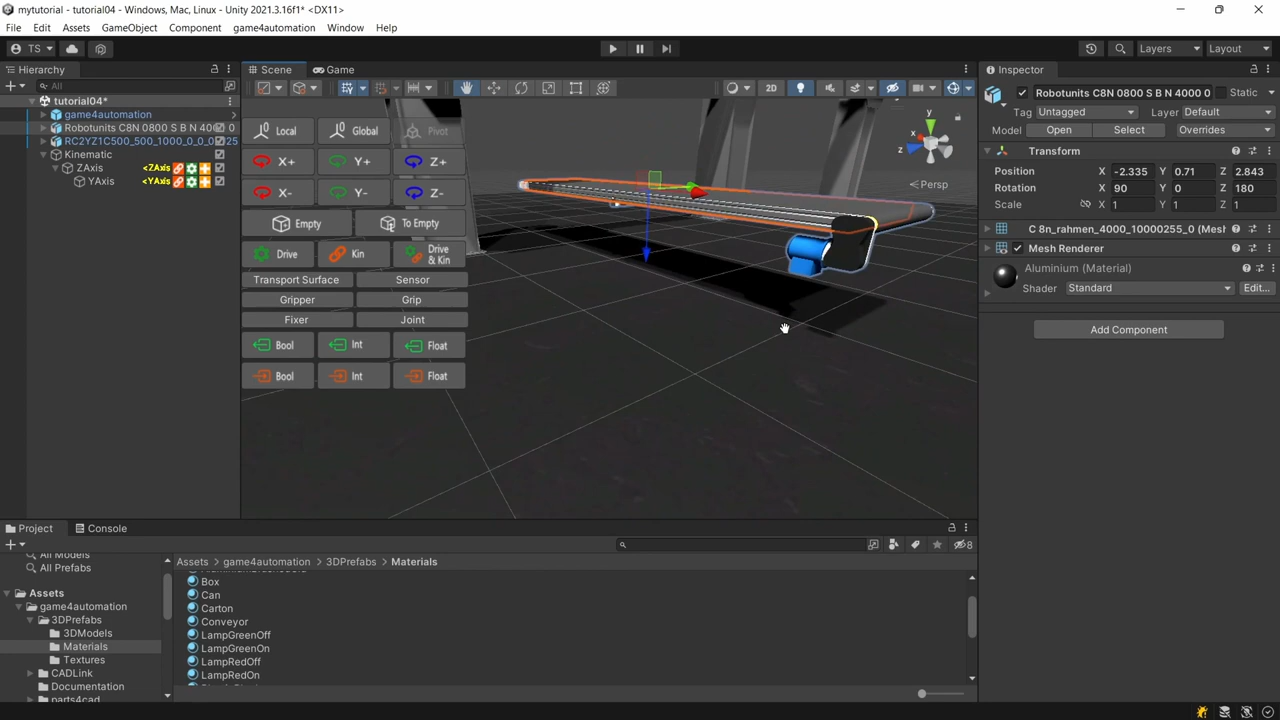 mytutorial - tutorial04* - Windows, Mac, Linux - Unity 2021.3.16f1* <DX11>
File Edit Assets GameObject Component game4automation Window Help
TS Layers Layout
Hierarchy
All
tutorial04*
game4automation
Robotunits C8N 0800 S B N 400 0
RC2YZ1C500_500_1000_0_0_0 25
Kinematic
ZAxis <ZAxis
YAxis <YAxis
Scene Game
2D
Local Global Pivot
X+ Y+ Z+
X- Y- Z-
Empty To Empty
Drive Kin Drive & Kin
Transport Surface Sensor
Gripper Grip
Fixer Joint
Bool Int Float
Bool Int Float
y
x
z
Persp
Inspector
Robotunits C8N 0800 S B N 4000 0 Static
Tag Untagged Layer Default
Model Open Select Overrides
Transform
Position X -2.335 Y 0.71 Z 2.843
Rotation X 90 Y 0 Z 180
Scale X 1 Y 1 Z 1
C 8n_rahmen_4000_10000255_0 (Mesh
Mesh Renderer
Aluminium (Material)
Shader Standard Edit...
Add Component
Project Console
8
All Models
All Prefabs
Assets
game4automation
3DPrefabs
3DModels
Materials
Textures
CADLink
Documentation
parts4cad
Assets > game4automation > 3DPrefabs > Materials
Box
Can
Carton
Conveyor
LampGreenOff
LampGreenOn
LampRedOff
LampRedOn